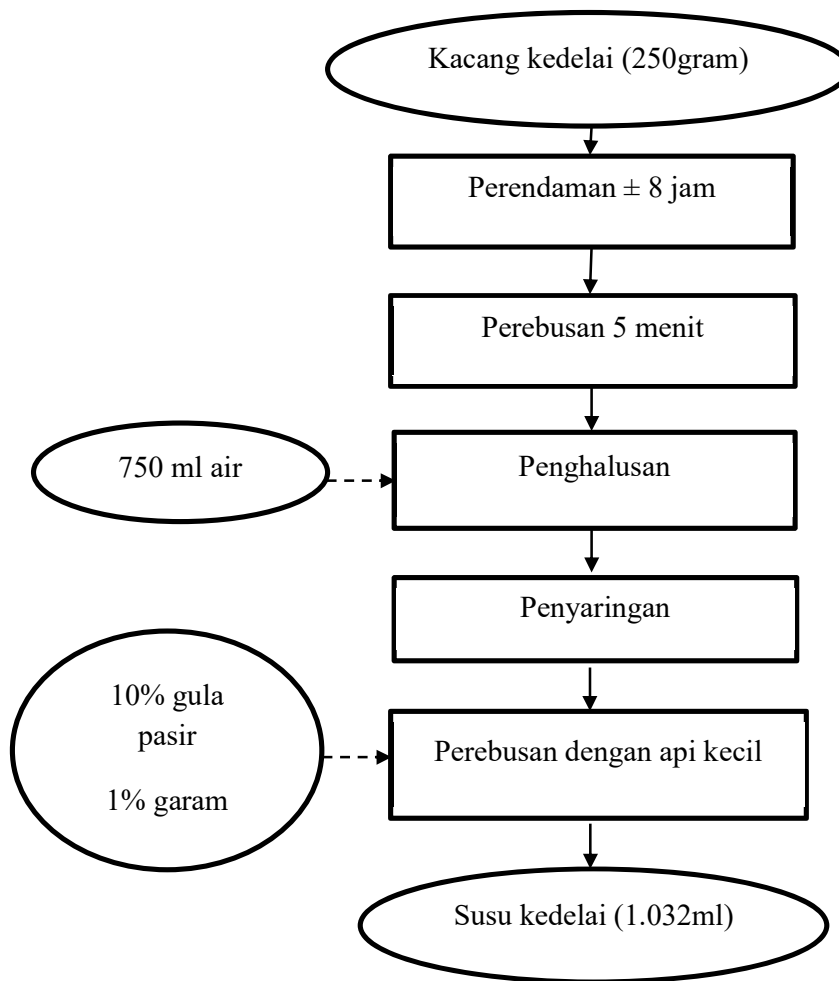 Kacang kedelai (250gram)
Perendaman ± 8 jam
Perebusan 5 menit
750 ml air
Penghalusan
Penyaringan
10% gula
pasir
1% garam
Perebusan dengan api kecil
Susu kedelai (1.032ml)